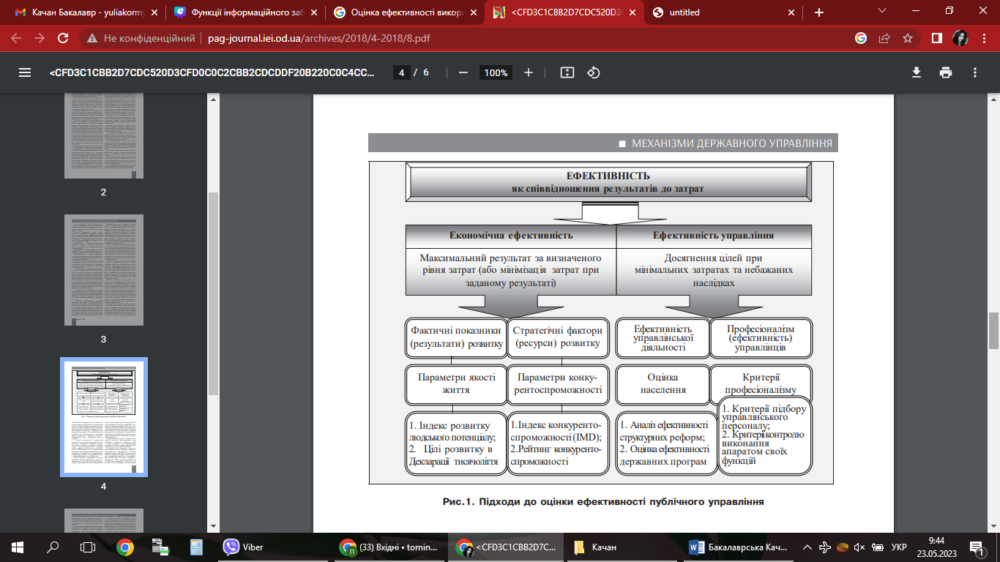 Качан Бакалавр - yuliakormy
Функції інформаційного заб
Оцінка ефективності викори
<CFD3C1CBB2D7CDC520D3
untitled
Не конфіденційний
pag-journal.iei.od.ua/archives/2018/4-2018/8.pdf
<CFD3C1CBB2D7CDC520D3CFD0C0C2CBB2CDCDDF20B220C0C4CC...
4 / 6
100%
2
3
4
МЕХАНІЗМИ ДЕРЖАВНОГО УПРАВЛІННЯ
ЕФЕКТИВНІСТЬ
як співвідношення результатів до затрат
Економічна ефективність
Ефективність управління
Максимальний результат за визначеного
рівня затрат (або мінімізація затрат при
заданому результаті)
Досягнення цілей при
мінімальних затратах та небажаних
наслідках
Фактичні показники
(результати) розвитку
Стратегічні фактори
(ресурси) розвитку
Ефективність
управлінської
діяльності
Професіоналізм
(ефективність)
управлінців
Параметри якості
життя
Параметри конку-
рентоспроможності
Оцінка
населення
Критерії
професіоналізму
1. Індекс розвитку
людського потенціалу;
2. Цілі розвитку в
Декларації тисячоліття
1.Індекс конкуренто-
спроможності (IMD);
2.Рейтинг конкуренто-
спроможності
1. Аналіз ефективності
структурних реформ;
2. Оцінка ефективності
державних програм
1. Критерії підбору
управлінського
персоналу;
2. Критерії контролю
виконання
апаратом своїх
функцій
Рис.1. Підходи до оцінки ефективності публічного управління
Viber
(33) Вхідні • tomin...
<CFD3C1CBB2D7C...
Качан
Бакалаврська Кач...
УКР
9:44
23.05.2023
1